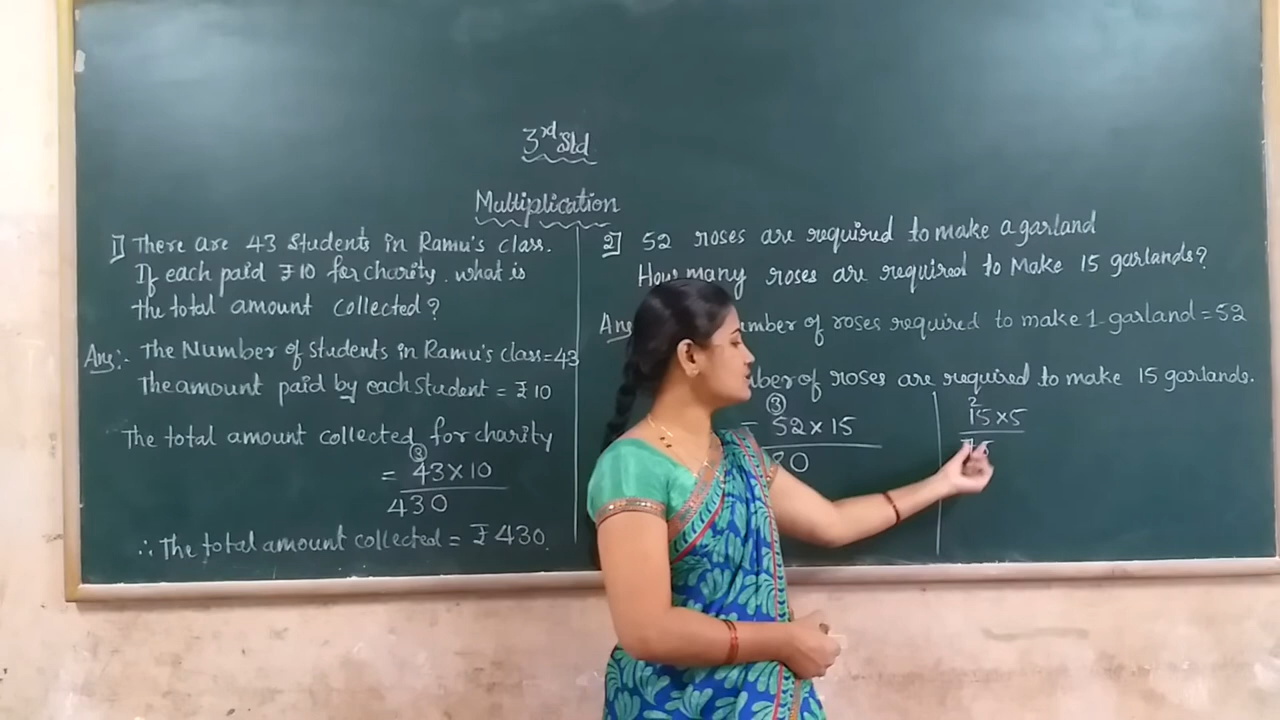 3rd Std
Multiplication
1] There are 43 students in Ramu's class.
If each paid ₹10 for charity. what is
the total amount collected?
Ans:- The Number of students in Ramu's class=43
The amount paid by each student = ₹10
The total amount collected for charity
③
= 43×10
430
∴ The total amount collected = ₹430.
2] 52 roses are required to make a garland
How many roses are required to Make 15 garlands?
Ans of roses required to make 1 garland = 52
of roses are required to make 15 garlands.
③
= 52×15
80
2
15×5
75